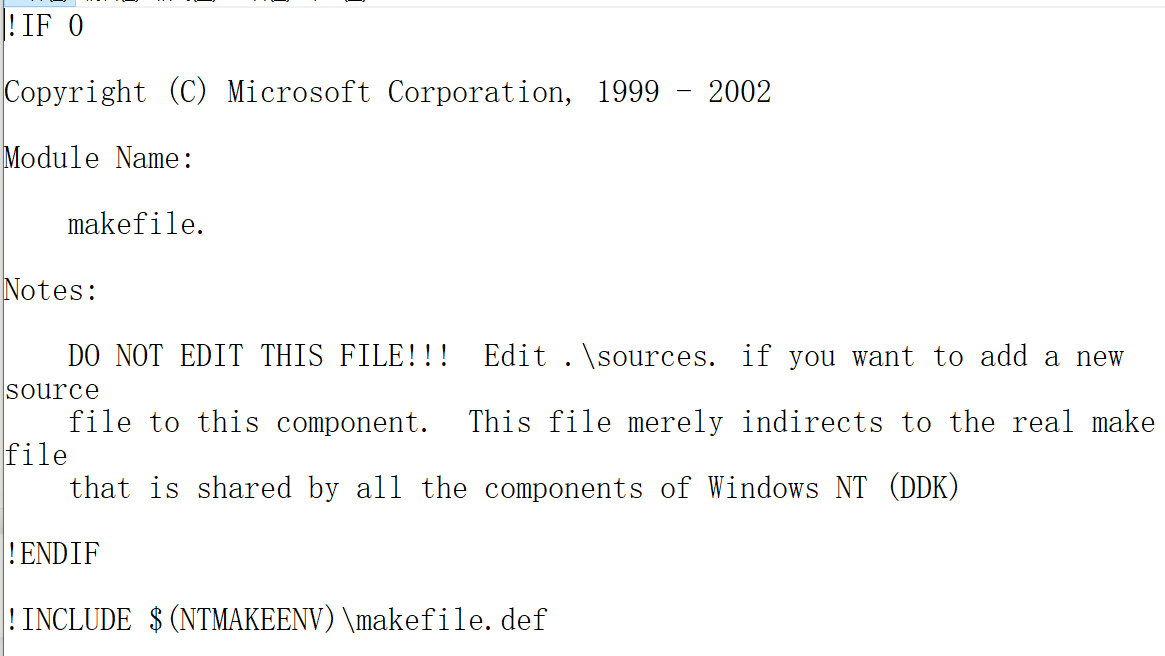 !IF 0
Copyright (C) Microsoft Corporation, 1999 - 2002
Module Name:
    makefile.
Notes:
    DO NOT EDIT THIS FILE!!!  Edit .\sources. if you want to add a new
source
    file to this component.  This file merely indirects to the real make
file
    that is shared by all the components of Windows NT (DDK)
!ENDIF
!INCLUDE $(NTMAKEENV)\makefile.def